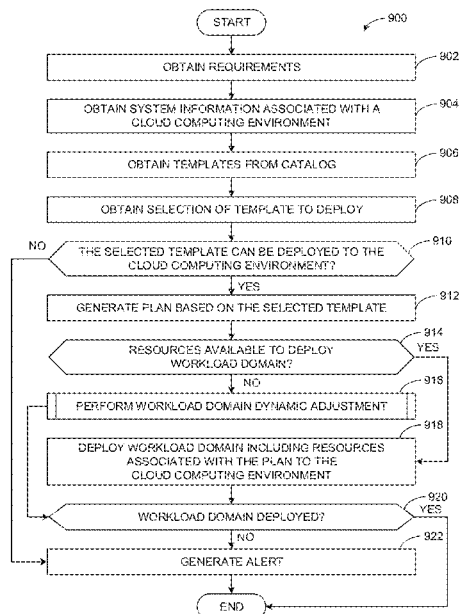 START
900
OBTAIN REQUIREMENTS
902
OBTAIN SYSTEM INFORMATION ASSOCIATED WITH A
CLOUD COMPUTING ENVIRONMENT
904
OBTAIN TEMPLATES FROM CATALOG
906
OBTAIN SELECTION OF TEMPLATE TO DEPLOY
908
NO
THE SELECTED TEMPLATE CAN BE DEPLOYED TO THE
CLOUD COMPUTING ENVIRONMENT?
910
YES
GENERATE PLAN BASED ON THE SELECTED TEMPLATE
912
RESOURCES AVAILABLE TO DEPLOY
WORKLOAD DOMAIN?
914
YES
NO
PERFORM WORKLOAD DOMAIN DYNAMIC ADJUSTMENT
916
DEPLOY WORKLOAD DOMAIN INCLUDING RESOURCES
ASSOCIATED WITH THE PLAN TO THE
CLOUD COMPUTING ENVIRONMENT
918
WORKLOAD DOMAIN DEPLOYED?
920
YES
NO
GENERATE ALERT
922
END